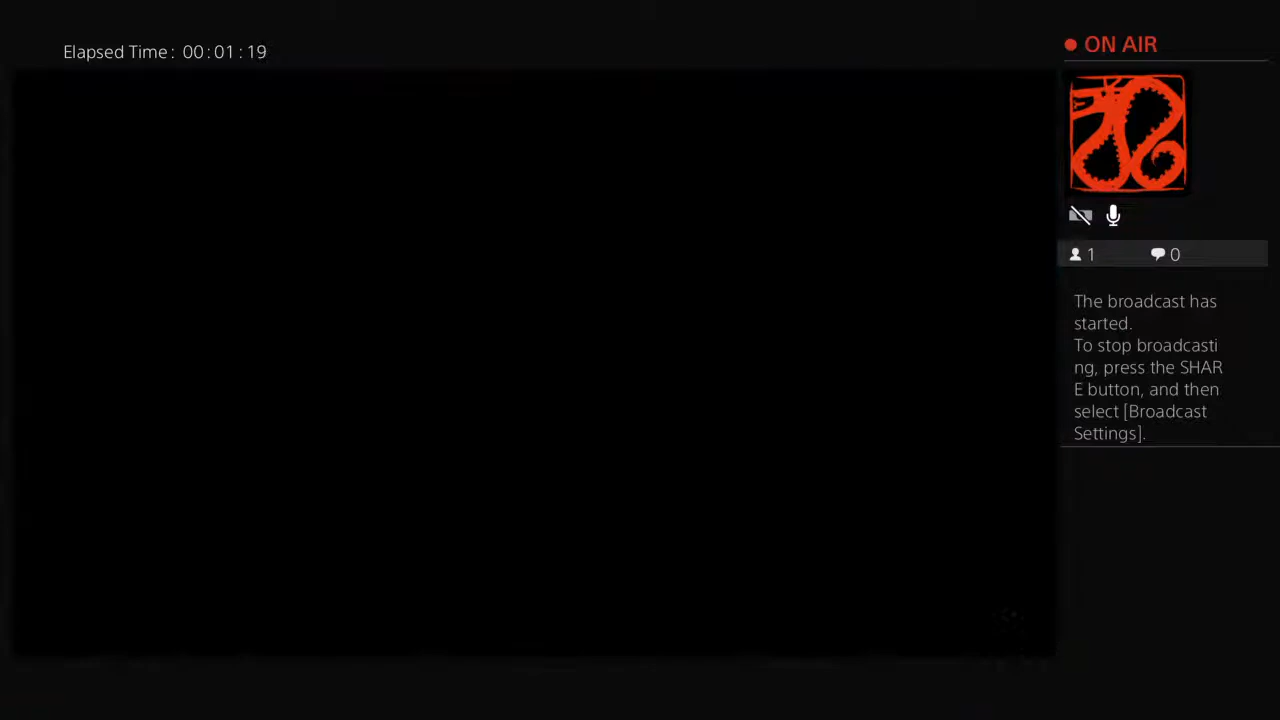 Elapsed Time: 00:01:19
ON AIR
1
0
The broadcast has
started.
To stop broadcasti
ng, press the SHAR
E button, and then
select [Broadcast
Settings].